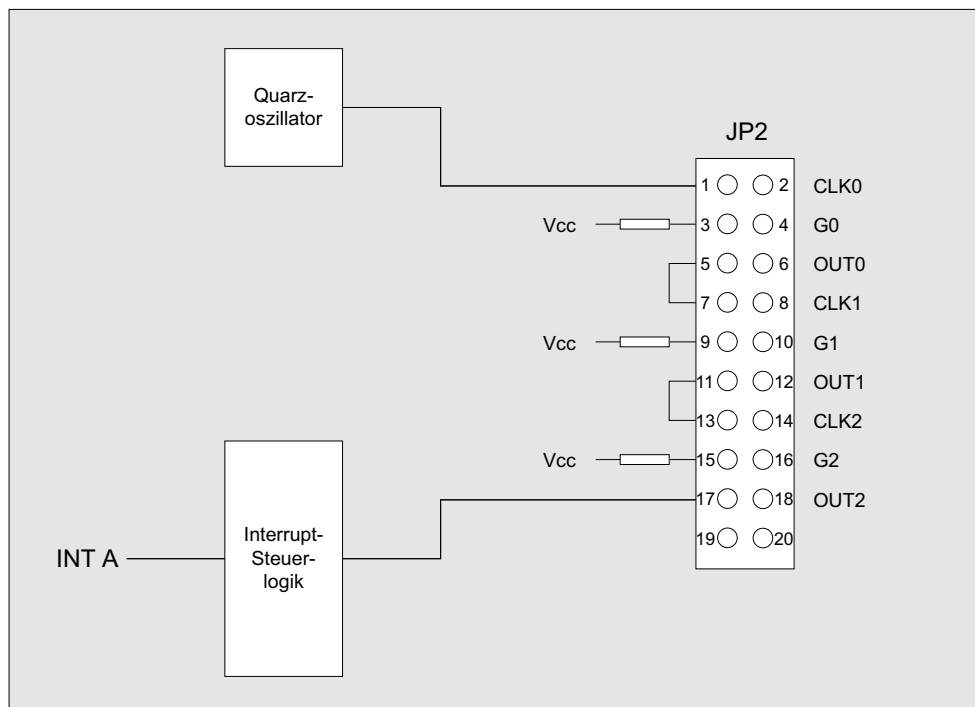 Quarz-
oszillator
JP2
1 2 CLK0
Vcc 3 4 G0
5 6 OUT0
7 8 CLK1
Vcc 9 10 G1
11 12 OUT1
13 14 CLK2
Vcc 15 16 G2
17 18 OUT2
19 20
INT A
Interrupt-
Steuer-
logik